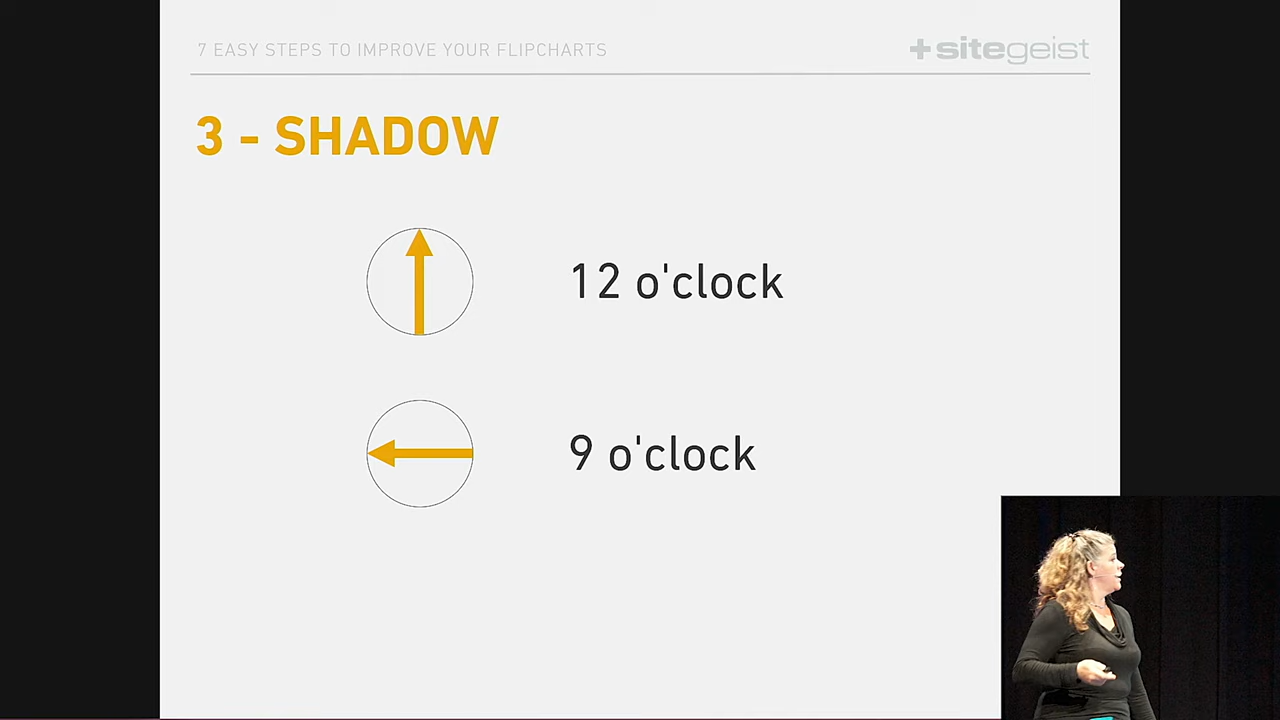 7 EASY STEPS TO IMPROVE YOUR FLIPCHARTS
+sitegeist
3 - SHADOW
12 o'clock
9 o'clock